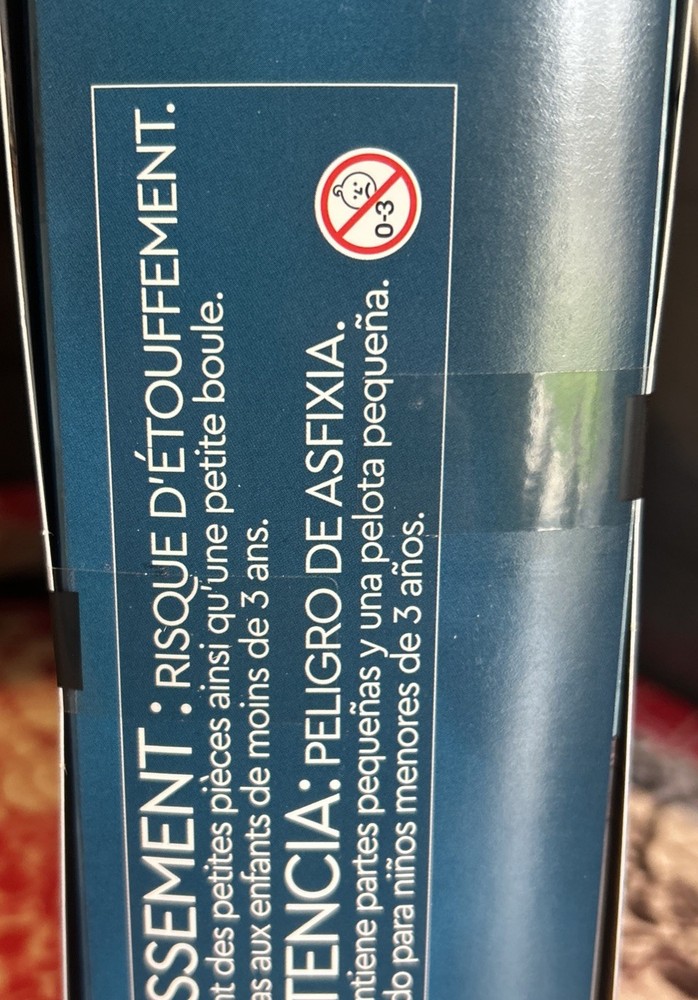 SSEMENT : RISQUE D'ÉTOUFFEMENT.
nt des petites pièces ainsi qu'une petite boule.
as aux enfants de moins de 3 ans.
TENCIA: PELIGRO DE ASFIXIA.
ntiene partes pequeñas y una pelota pequeña.
do para niños menores de 3 años.
0-3